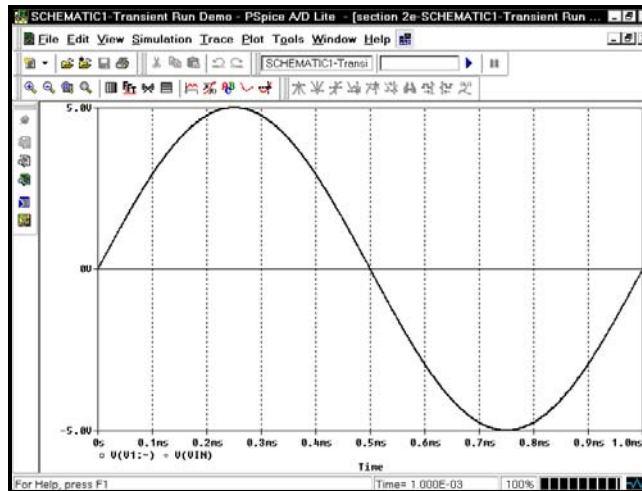 SCHEMATIC1-Transient Run Demo - PSpice A/D Lite - [section 2e-SCHEMATIC1-Transient Run ...
File Edit View Simulation Trace Plot Tools Window Help
SCHEMATIC1-Transi
5.0V
0V
-5.0V
0s 0.1ms 0.2ms 0.3ms 0.4ms 0.5ms 0.6ms 0.7ms 0.8ms 0.9ms 1.0ms
V(V1:-) V(VIN)
Time
For Help, press F1 Time= 1.000E-03 100%